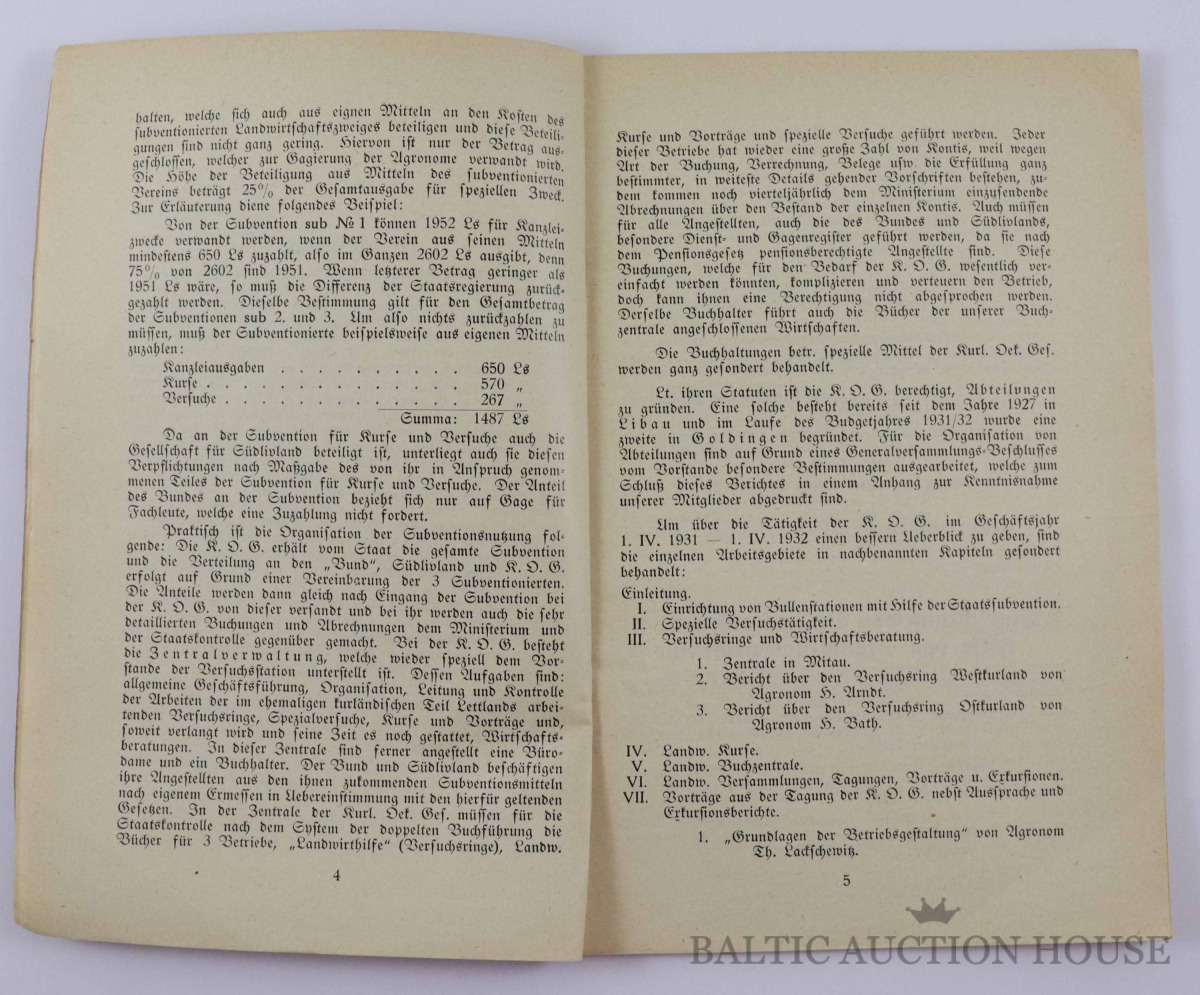 halten, welche sich auch aus eignen Mitteln an den Kosten des
subventionierten Landwirtschaftszweiges beteiligen und diese Beteili-
gungen sind nicht ganz gering. Hiervon ist nur der Betrag aus-
geschlossen, welcher zur Gagierung der Agronome verwandt wird.
Die Höhe der Beteiligung aus Mitteln des subventionierten
Vereins beträgt 25% der Gesamtausgabe für speziellen Zweck.
Zur Erläuterung diene folgendes Beispiel:
Von der Subvention sub № 1 können 1952 Ls für Kanzlei-
zwecke verwandt werden, wenn der Verein aus seinen Mitteln
mindestens 650 Ls zuzahlt, also im Ganzen 2602 Ls ausgibt, denn
75% von 2602 sind 1951. Wenn letzterer Betrag geringer als
1951 Ls wäre, so muß die Differenz der Staatsregierung zurück-
gezahlt werden. Dieselbe Bestimmung gilt für den Gesamtbetrag
der Subventionen sub 2. und 3. Um also nichts zurückzahlen zu
müssen, muß der Subventionierte beispielsweise aus eigenen Mitteln
zuzahlen:
Kanzleiausgaben . . . . . . . . . . 650 Ls
Kurse . . . . . . . . . . . . . . 570 „
Versuche . . . . . . . . . . . . . 267 „
Summa: 1487 Ls
Da an der Subvention für Kurse und Versuche auch die
Gesellschaft für Südlivland beteiligt ist, unterliegt auch sie diesen
Verpflichtungen nach Maßgabe des von ihr in Anspruch genom-
menen Teiles der Subvention für Kurse und Versuche. Der Anteil
des Bundes an der Subvention bezieht sich nur auf Gage für
Fachleute, welche eine Zuzahlung nicht fordert.
Praktisch ist die Organisation der Subventionsnutzung fol-
gende: Die K. O. G. erhält vom Staat die gesamte Subvention
und die Verteilung an den „Bund“, Südlivland und K. O. G.
erfolgt auf Grund einer Vereinbarung der 3 Subventionierten.
Die Anteile werden dann gleich nach Eingang der Subvention bei
der K. O. G. von dieser versandt und bei ihr werden auch die sehr
detaillierten Buchungen und Abrechnungen dem Ministerium und
der Staatskontrolle gegenüber gemacht. Bei der K. O. G. besteht
die Zentralverwaltung, welche wieder speziell dem Vor-
stande der Versuchsstation unterstellt ist. Dessen Aufgaben sind:
allgemeine Geschäftsführung, Organisation, Leitung und Kontrolle
der Arbeiten der im ehemaligen kurländischen Teil Lettlands arbei-
tenden Versuchsringe, Spezialversuche, Kurse und Vorträge und,
soweit verlangt wird und seine Zeit es noch gestattet, Wirtschafts-
beratungen. In dieser Zentrale sind ferner angestellt eine Büro-
dame und ein Buchhalter. Der Bund und Südlivland beschäftigen
ihre Angestellten aus den ihnen zukommenden Subventionsmitteln
nach eigenem Ermessen in Uebereinstimmung mit den hierfür geltenden
Gesetzen. In der Zentrale der Kurl. Oek. Ges. müssen für die
Staatskontrolle nach dem System der doppelten Buchführung die
Bücher für 3 Betriebe, „Landwirthilfe“ (Versuchsringe), Landw.
4
Kurse und Vorträge und spezielle Versuche geführt werden. Jeder
dieser Betriebe hat wieder eine große Zahl von Kontis, weil wegen
Art der Buchung, Verrechnung, Belege usw. die Erfüllung ganz
bestimmter, in weiteste Details gehender Vorschriften bestehen, zu-
dem kommen noch vierteljährlich dem Ministerium einzusendende
Abrechnungen über den Bestand der einzelnen Kontis. Auch müssen
für alle Angestellten, auch die des Bundes und Südlivlands,
besondere Dienst- und Gagenregister geführt werden, da sie nach
dem Pensionsgesetz pensionsberechtigte Angestellte sind. Diese
Buchungen, welche für den Bedarf der K. O. G. wesentlich ver-
einfacht werden könnten, komplizieren und verteuern den Betrieb,
doch kann ihnen eine Berechtigung nicht abgesprochen werden.
Derselbe Buchhalter führt auch die Bücher der unserer Buch-
zentrale angeschlossenen Wirtschaften.
Die Buchhaltungen betr. spezielle Mittel der Kurl. Oek. Ges.
werden ganz gesondert behandelt.
Lt. ihren Statuten ist die K. O. G. berechtigt, Abteilungen
zu gründen. Eine solche besteht bereits seit dem Jahre 1927 in
Libau und im Laufe des Budgetjahres 1931/32 wurde eine
zweite in Goldingen begründet. Für die Organisation von
Abteilungen sind auf Grund eines Generalversammlungs-Beschlusses
vom Vorstande besondere Bestimmungen ausgearbeitet, welche zum
Schluß dieses Berichtes in einem Anhang zur Kenntnisnahme
unserer Mitglieder abgedruckt sind.
Um über die Tätigkeit der K. O. G. im Geschäftsjahr
1. IV. 1931 — 1. IV. 1932 einen bessern Ueberblick zu geben, sind
die einzelnen Arbeitsgebiete in nachbenannten Kapiteln gesondert
behandelt:
Einleitung.
I. Einrichtung von Bullenstationen mit Hilfe der Staatssubvention.
II. Spezielle Versuchstätigkeit.
III. Versuchsringe und Wirtschaftsberatung.
1. Zentrale in Mitau.
2. Bericht über den Versuchsring Westkurland von
Agronom H. Arndt.
3. Bericht über den Versuchsring Ostkurland von
Agronom H. Bath.
IV. Landw. Kurse.
V. Landw. Buchzentrale.
VI. Landw. Versammlungen, Tagungen, Vorträge u. Exkursionen.
VII. Vorträge aus der Tagung der K. O. G. nebst Aussprache und
Exkursionsberichte.
1. „Grundlagen der Betriebsgestaltung“ von Agronom
Th. Lackschewitz.
5
BALTIC AUCTION HOUSE